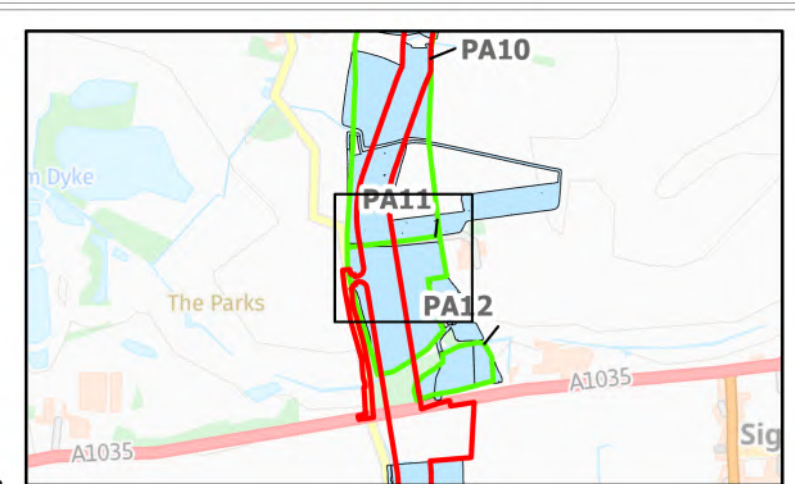 PA10
m Dyke
PA11
The Parks
PA12
A1035
A1035
Sig